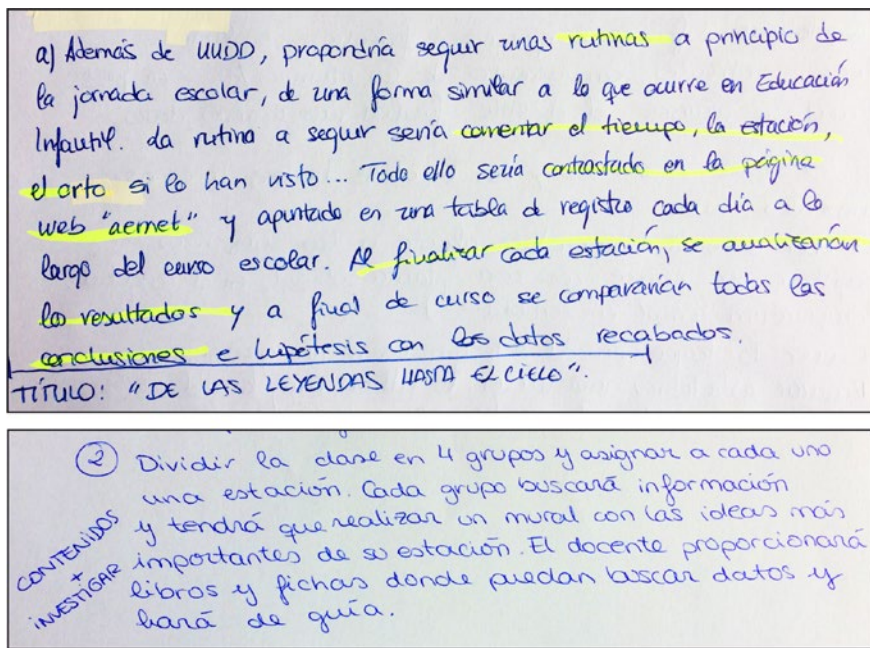 a) Además de UUDD, propondría seguir unas rutinas a principio de
la jornada escolar, de una forma similar a lo que ocurre en Educación
Infantil. La rutina a seguir sería comentar el tiempo, la estación,
el orto si lo han visto... Todo ello sería contrastado en la página
web "aemet" y apuntado en una tabla de registro cada día a lo
largo del curso escolar. Al finalizar cada estación, se analizarían
los resultados y a final de curso se compararían todas las
conclusiones e hipótesis con los datos recabados.
TÍTULO: "DE LAS LEYENDAS HASTA EL CIELO".
② Dividir la clase en 4 grupos y asignar a cada uno
una estación. Cada grupo buscará información
y tendrá que realizar un mural con las ideas más
importantes de su estación. El docente proporcionará
libros y fichas donde puedan buscar datos y
hará de guía.
CONTENIDOS
+
INVESTIGAR